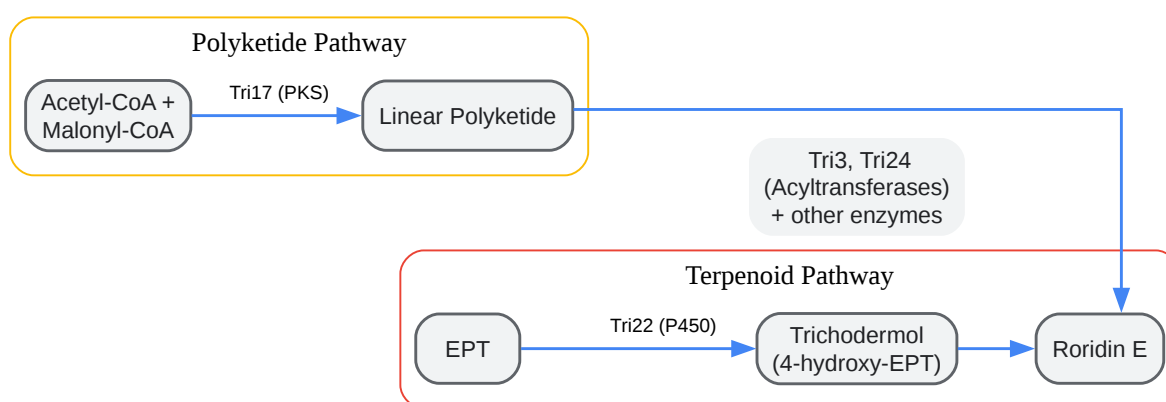 Polyketide Pathway
Acetyl-CoA +
Malonyl-CoA
Tri17 (PKS)
Linear Polyketide
Tri3, Tri24
(Acyltransferases)
+ other enzymes
Terpenoid Pathway
EPT
Tri22 (P450)
Trichodermol
(4-hydroxy-EPT)
Roridin E